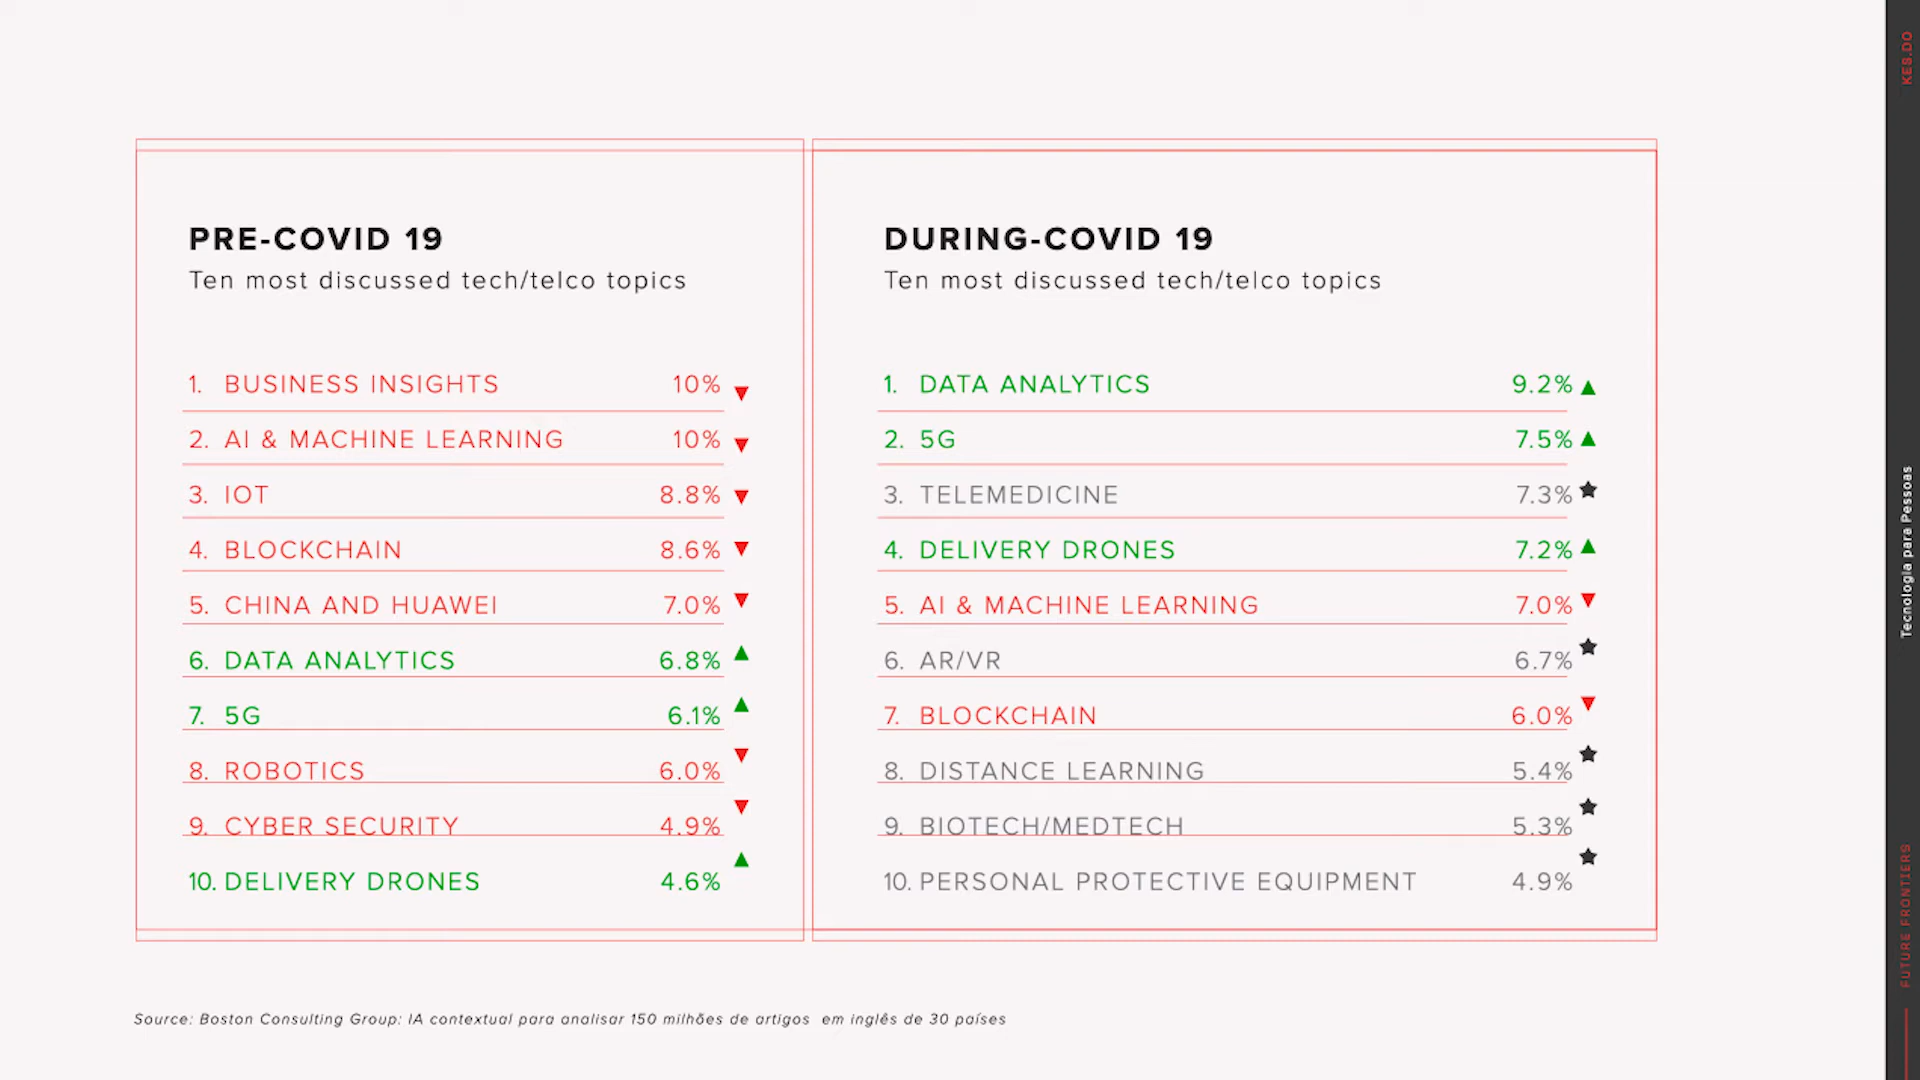 PRE-COVID 19
Ten most discussed tech/telco topics
1. BUSINESS INSIGHTS 10%
2. AI & MACHINE LEARNING 10%
3. IOT 8.8%
4. BLOCKCHAIN 8.6%
5. CHINA AND HUAWEI 7.0%
6. DATA ANALYTICS 6.8%
7. 5G 6.1%
8. ROBOTICS 6.0%
9. CYBER SECURITY 4.9%
10. DELIVERY DRONES 4.6%
DURING-COVID 19
Ten most discussed tech/telco topics
1. DATA ANALYTICS 9.2%
2. 5G 7.5%
3. TELEMEDICINE 7.3%
4. DELIVERY DRONES 7.2%
5. AI & MACHINE LEARNING 7.0%
6. AR/VR 6.7%
7. BLOCKCHAIN 6.0%
8. DISTANCE LEARNING 5.4%
9. BIOTECH/MEDTECH 5.3%
10. PERSONAL PROTECTIVE EQUIPMENT 4.9%
Source: Boston Consulting Group: IA contextual para analisar 150 milhões de artigos em inglês de 30 países
KES.DO
Tecnologia para Pessoas
FUTURE FRONTIERS